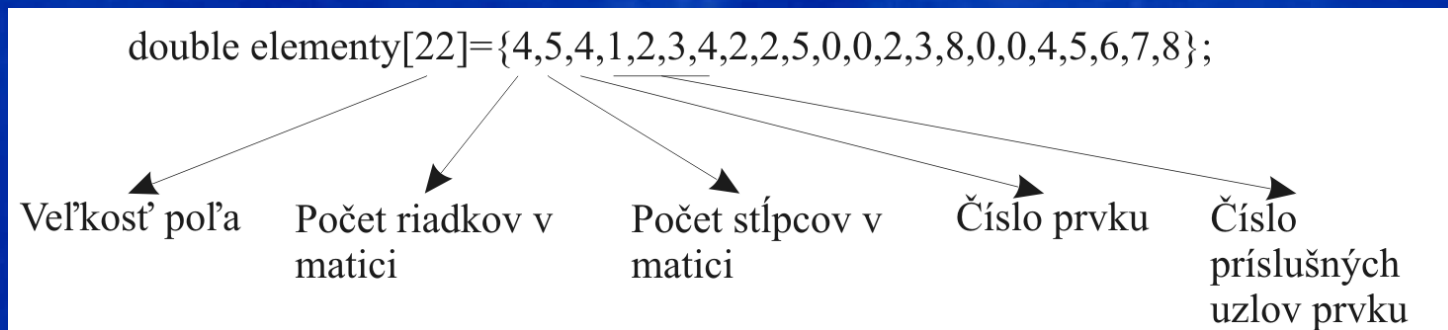 double elementy[22]={4,5,4,1,2,3,4,2,2,5,0,0,2,3,8,0,0,4,5,6,7,8};
Veľkosť poľa
Počet riadkov v
matici
Počet stĺpcov v
matici
Číslo prvku
Číslo
príslušných
uzlov prvku